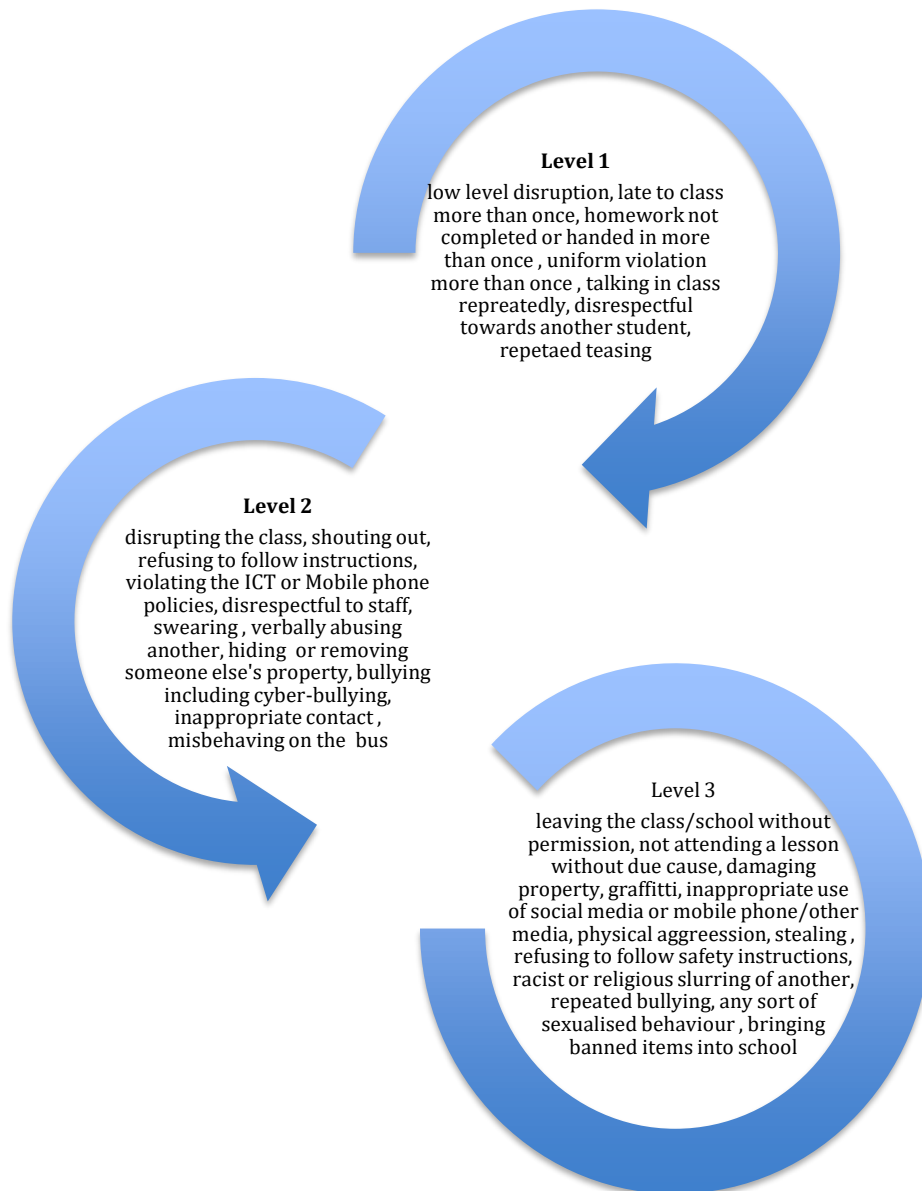 Level 1
low level disruption, late to class
more than once, homework not
completed or handed in more
than once , uniform violation
more than once , talking in class
repreatedly, disrespectful
towards another student,
repetaed teasing
Level 2
disrupting the class, shouting out,
refusing to follow instructions,
violating the ICT or Mobile phone
policies, disrespectful to staff,
swearing , verbally abusing
another, hiding  or removing
someone else's property, bullying
including cyber-bullying,
inappropriate contact ,
misbehaving on the  bus
Level 3
leaving the class/school without
permission, not attending a lesson
without due cause, damaging
property, graffitti, inappropriate use
of social media or mobile phone/other
media, physical aggreession, stealing ,
refusing to follow safety instructions,
racist or religious slurring of another,
repeated bullying, any sort of
sexualised behaviour , bringing
banned items into school